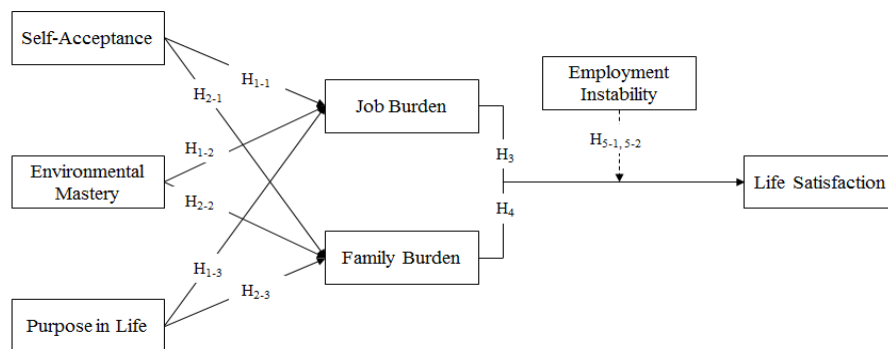 Self-Acceptance
H1-1
H2-1
Employment
Instability
Job Burden
H5-1, 5-2
H1-2
H3
Environmental
Mastery
Life Satisfaction
H2-2
H4
Family Burden
H1-3
H2-3
Purpose in Life